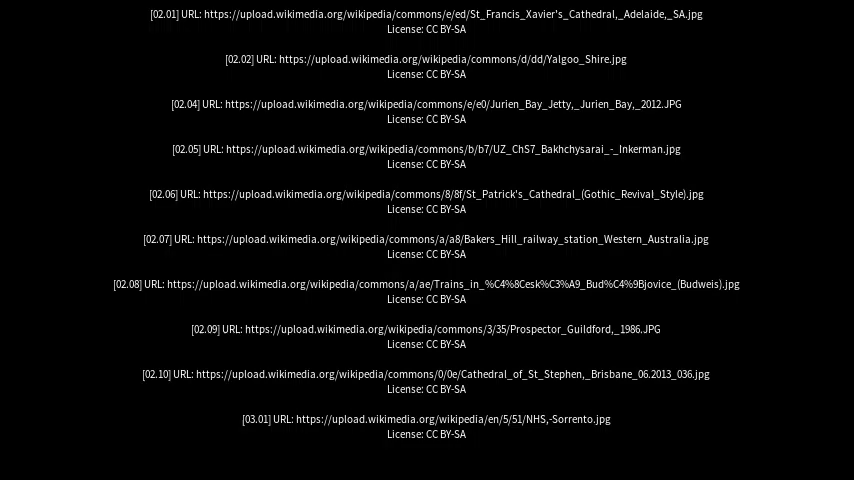 [02.01] URL: https://upload.wikimedia.org/wikipedia/commons/e/ed/St_Francis_Xavier's_Cathedral,_Adelaide,_SA.jpg
License: CC BY-SA
[02.02] URL: https://upload.wikimedia.org/wikipedia/commons/d/dd/Yalgoo_Shire.jpg
License: CC BY-SA
[02.04] URL: https://upload.wikimedia.org/wikipedia/commons/e/e0/Jurien_Bay_Jetty,_Jurien_Bay,_2012.JPG
License: CC BY-SA
[02.05] URL: https://upload.wikimedia.org/wikipedia/commons/b/b7/UZ_ChS7_Bakhchysarai_-_Inkerman.jpg
License: CC BY-SA
[02.06] URL: https://upload.wikimedia.org/wikipedia/commons/8/8f/St_Patrick's_Cathedral_(Gothic_Revival_Style).jpg
License: CC BY-SA
[02.07] URL: https://upload.wikimedia.org/wikipedia/commons/a/a8/Bakers_Hill_railway_station_Western_Australia.jpg
License: CC BY-SA
[02.08] URL: https://upload.wikimedia.org/wikipedia/commons/a/ae/Trains_in_%C4%8Cesk%C3%A9_Bud%C4%9Bjovice_(Budweis).jpg
License: CC BY-SA
[02.09] URL: https://upload.wikimedia.org/wikipedia/commons/3/35/Prospector_Guildford,_1986.JPG
License: CC BY-SA
[02.10] URL: https://upload.wikimedia.org/wikipedia/commons/0/0e/Cathedral_of_St_Stephen,_Brisbane_06.2013_036.jpg
License: CC BY-SA
[03.01] URL: https://upload.wikimedia.org/wikipedia/en/5/51/NHS,-Sorrento.jpg
License: CC BY-SA